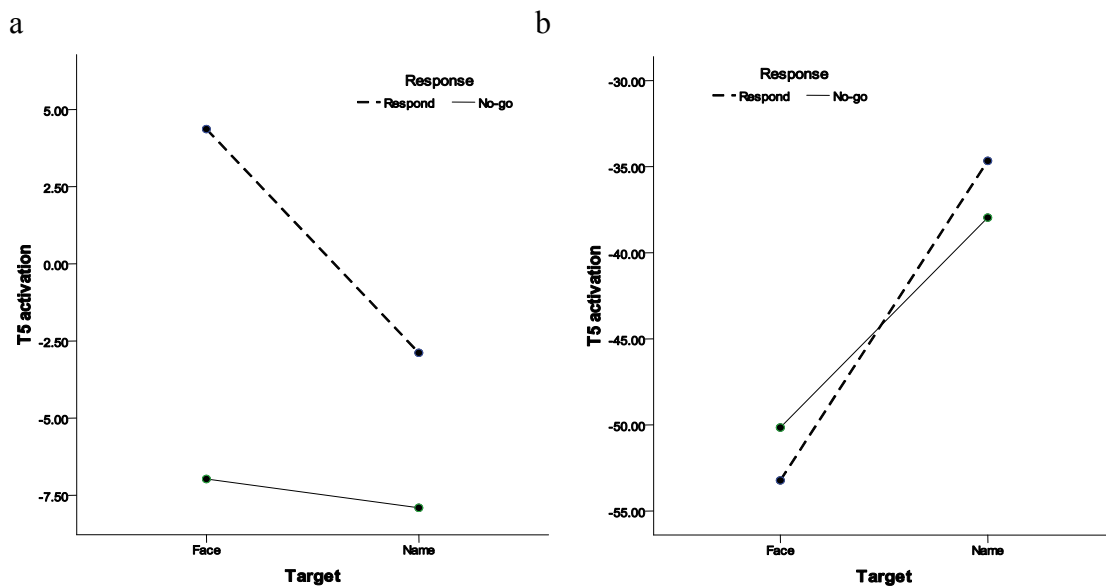 a
Response
Respond No-go
5.00
2.50
0.00
-2.50
-5.00
-7.50
T5 activation
Face Name
Target
b
Response
Respond No-go
-30.00
-35.00
-40.00
-45.00
-50.00
-55.00
T5 activation
Face Name
Target